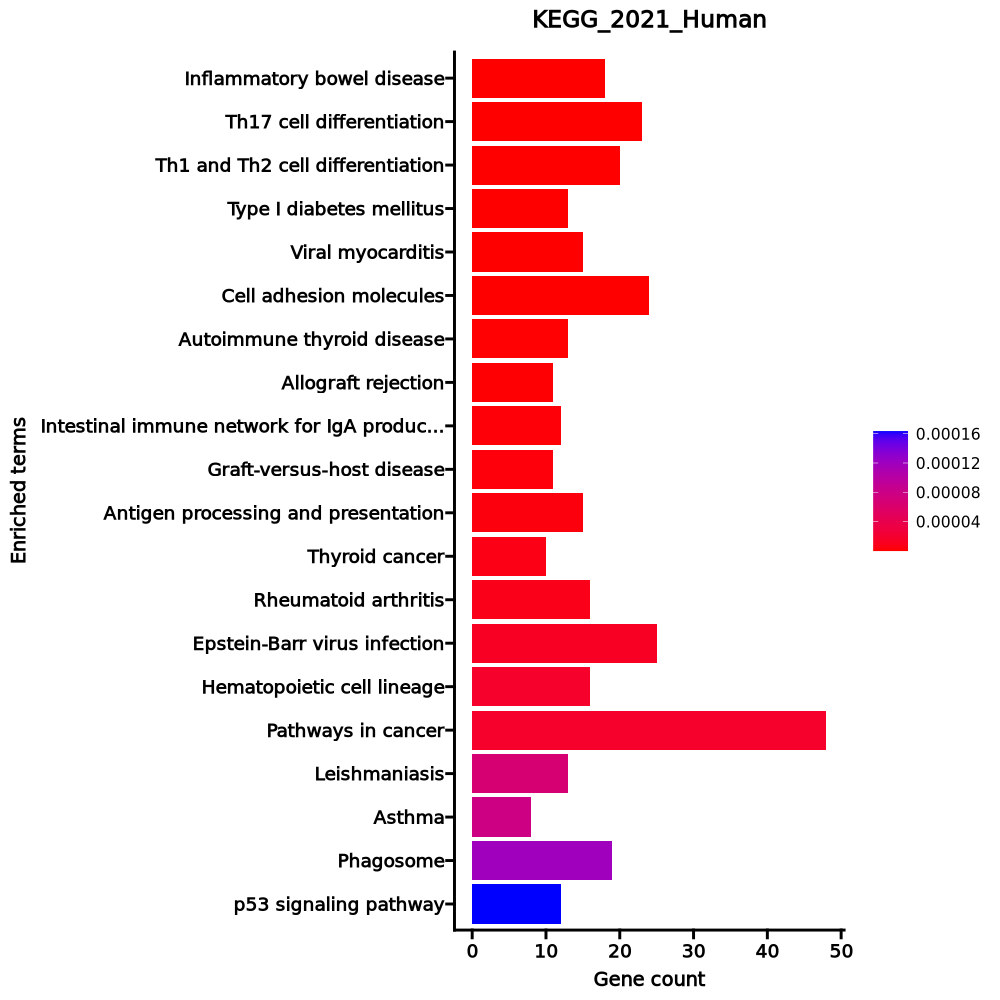 KEGG_2021_Human
Inflammatory bowel disease
Th17 cell differentiation
Th1 and Th2 cell differentiation
Type I diabetes mellitus
Viral myocarditis
Cell adhesion molecules
Autoimmune thyroid disease
Allograft rejection
Intestinal immune network for IgA produc...
Graft-versus-host disease
Antigen processing and presentation
Thyroid cancer
Rheumatoid arthritis
Epstein-Barr virus infection
Hematopoietic cell lineage
Pathways in cancer
Leishmaniasis
Asthma
Phagosome
p53 signaling pathway
Enriched terms
0 10 20 30 40 50
Gene count
0.00016
0.00012
0.00008
0.00004